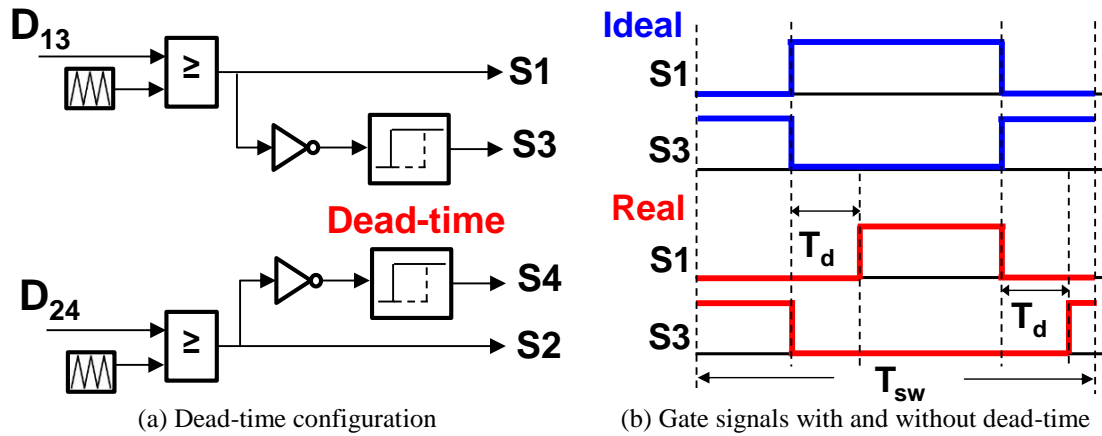 D13
≥
S1
S3
Dead-time
S4
D24
≥
S2
(a) Dead-time configuration
Ideal
S1
S3
Real
Td
S1
Td
S3
Tsw
(b) Gate signals with and without dead-time